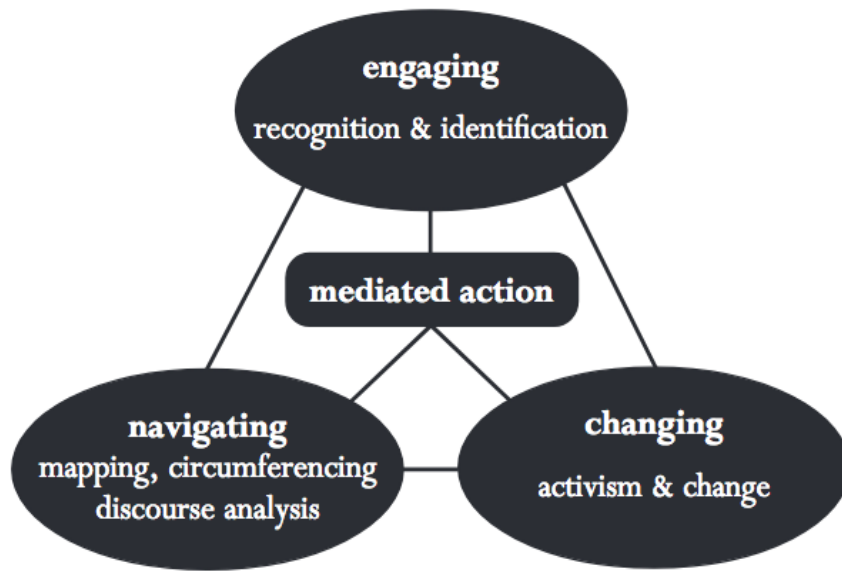 engaging
recognition & identification
mediated action
navigating
mapping, circumferencing
discourse analysis
changing
activism & change